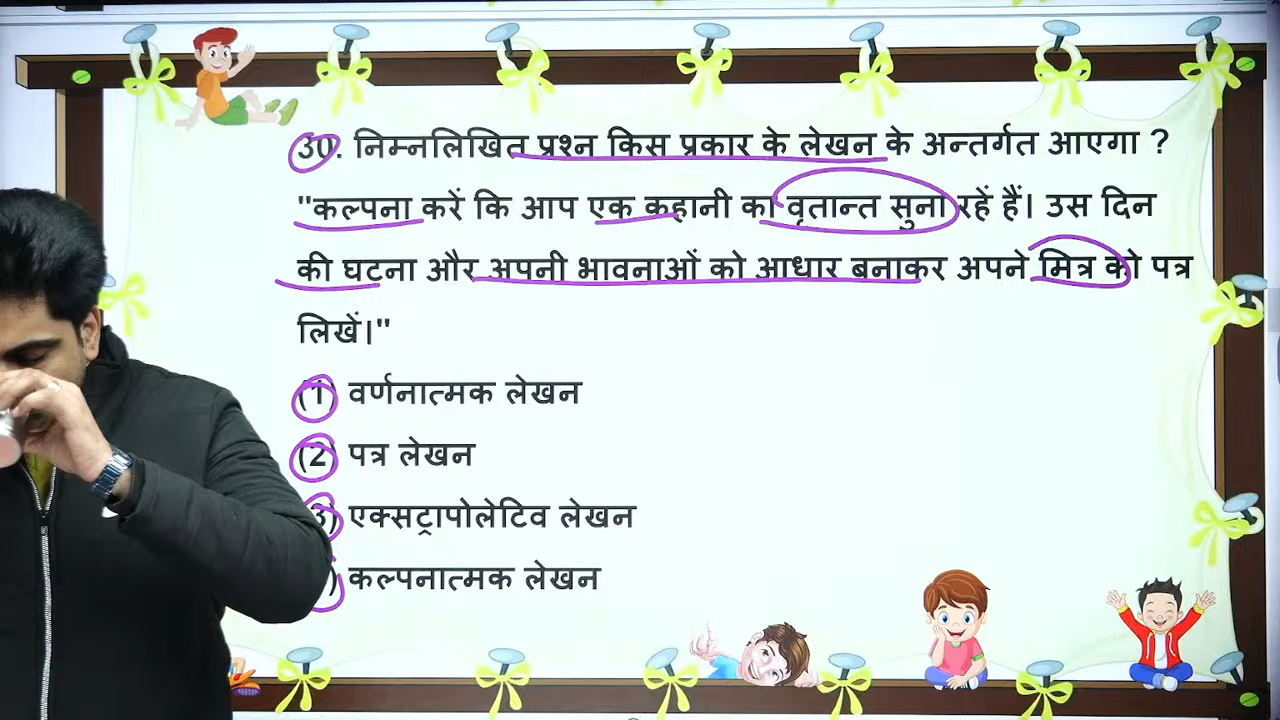 30. निम्नलिखित प्रश्न किस प्रकार के लेखन के अन्तर्गत आएगा ?
"कल्पना करें कि आप एक कहानी का वृतान्त सुना रहें हैं। उस दिन
की घटना और अपनी भावनाओं को आधार बनाकर अपने मित्र को पत्र
लिखें।"
(1) वर्णनात्मक लेखन
(2) पत्र लेखन
3) एक्सट्रापोलेटिव लेखन
) कल्पनात्मक लेखन